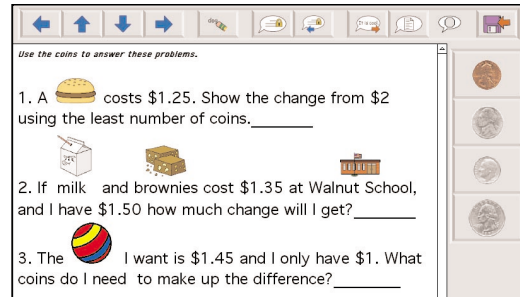 Use the coins to answer these problems.
1. A costs $1.25. Show the change from $2
using the least number of coins.______
2. If milk and brownies cost $1.35 at Walnut School,
and I have $1.50 how much change will I get?______
3. The I want is $1.45 and I only have $1. What
coins do I need to make up the difference?______